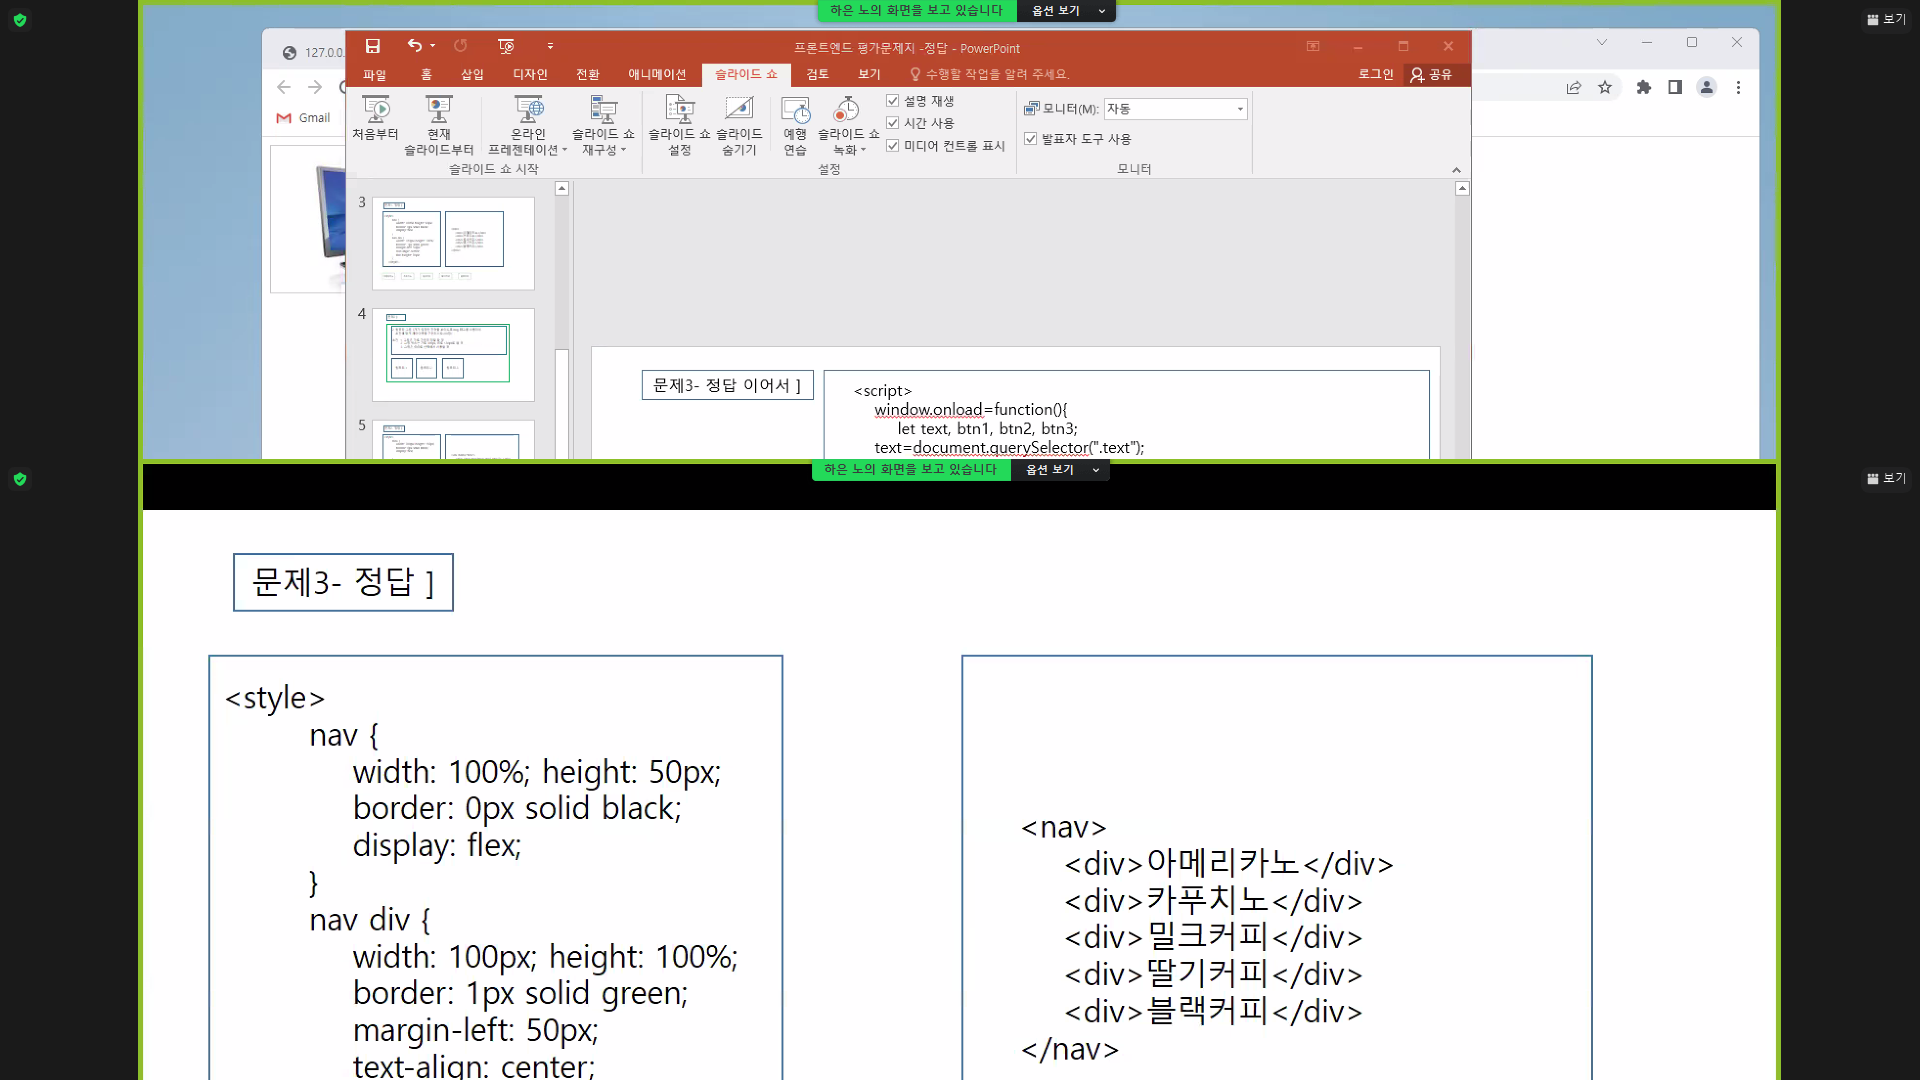 하은 노의 화면을 보고 있습니다 옵션 보기
보기
127.0.0.
프론트엔드 평가문제지 -정답 - PowerPoint
파일 홈 삽입 디자인 전환 애니메이션 슬라이드 쇼 검토 보기 수행할 작업을 알려 주세요. 로그인 공유
Gmail
처음부터
현재 슬라이드부터
온라인 프레젠테이션
슬라이드 쇼 재구성
슬라이드 쇼 시작
슬라이드 쇼 설정
슬라이드 숨기기
예행 연습
슬라이드 쇼 녹화
설명 재생
시간 사용
미디어 컨트롤 표시
설정
모니터(M): 자동
발표자 도구 사용
모니터
3
4
5
문제3- 정답 이어서 ]
<script>
window.onload=function(){
let text, btn1, btn2, btn3;
text=document.querySelector(".text");
하은 노의 화면을 보고 있습니다 옵션 보기
보기
문제3- 정답 ]
<style>
nav {
width: 100%; height: 50px;
border: 0px solid black;
display: flex;
}
nav div {
width: 100px; height: 100%;
border: 1px solid green;
margin-left: 50px;
text-align: center;
<nav>
<div>아메리카노</div>
<div>카푸치노</div>
<div>밀크커피</div>
<div>딸기커피</div>
<div>블랙커피</div>
</nav>